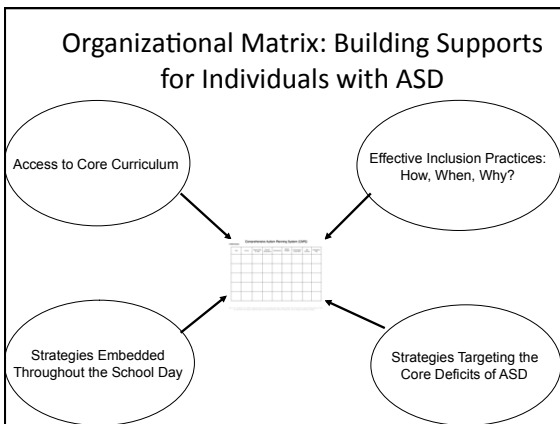 Organizational Matrix: Building Supports
for Individuals with ASD
Access to Core Curriculum
Effective Inclusion Practices:
How, When, Why?
Comprehensive Autism Planning System (CAPS)
Strategies Embedded
Throughout the School Day
Strategies Targeting the
Core Deficits of ASD